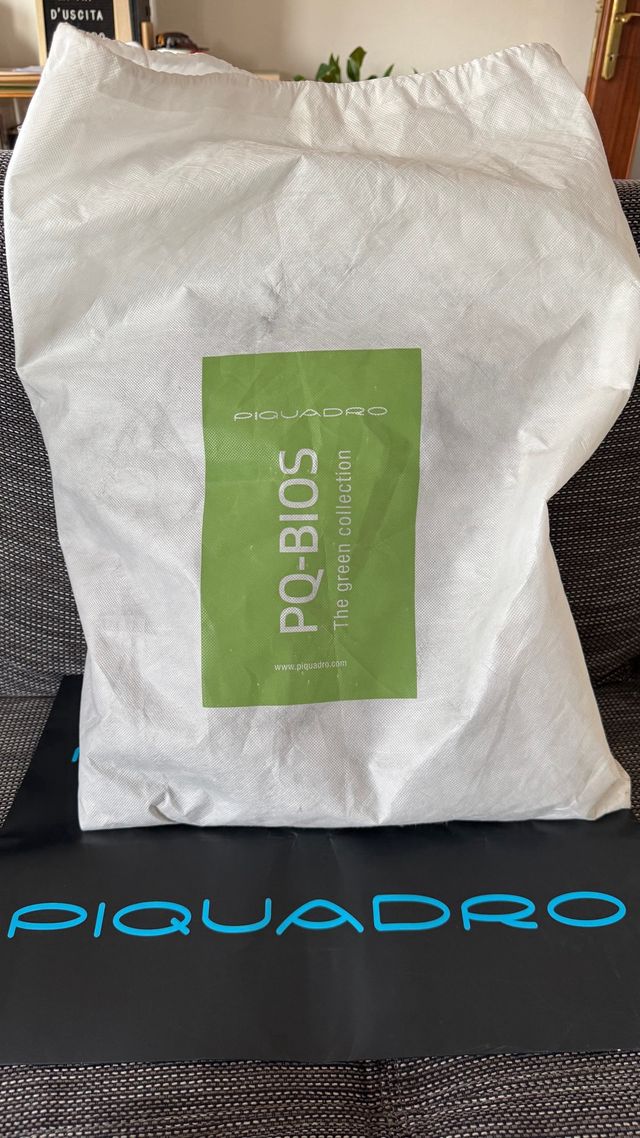 D'USCITA
PIQUADRO
PQ-BIOS
The green collection
www.piquadro.com
PIQUADRO